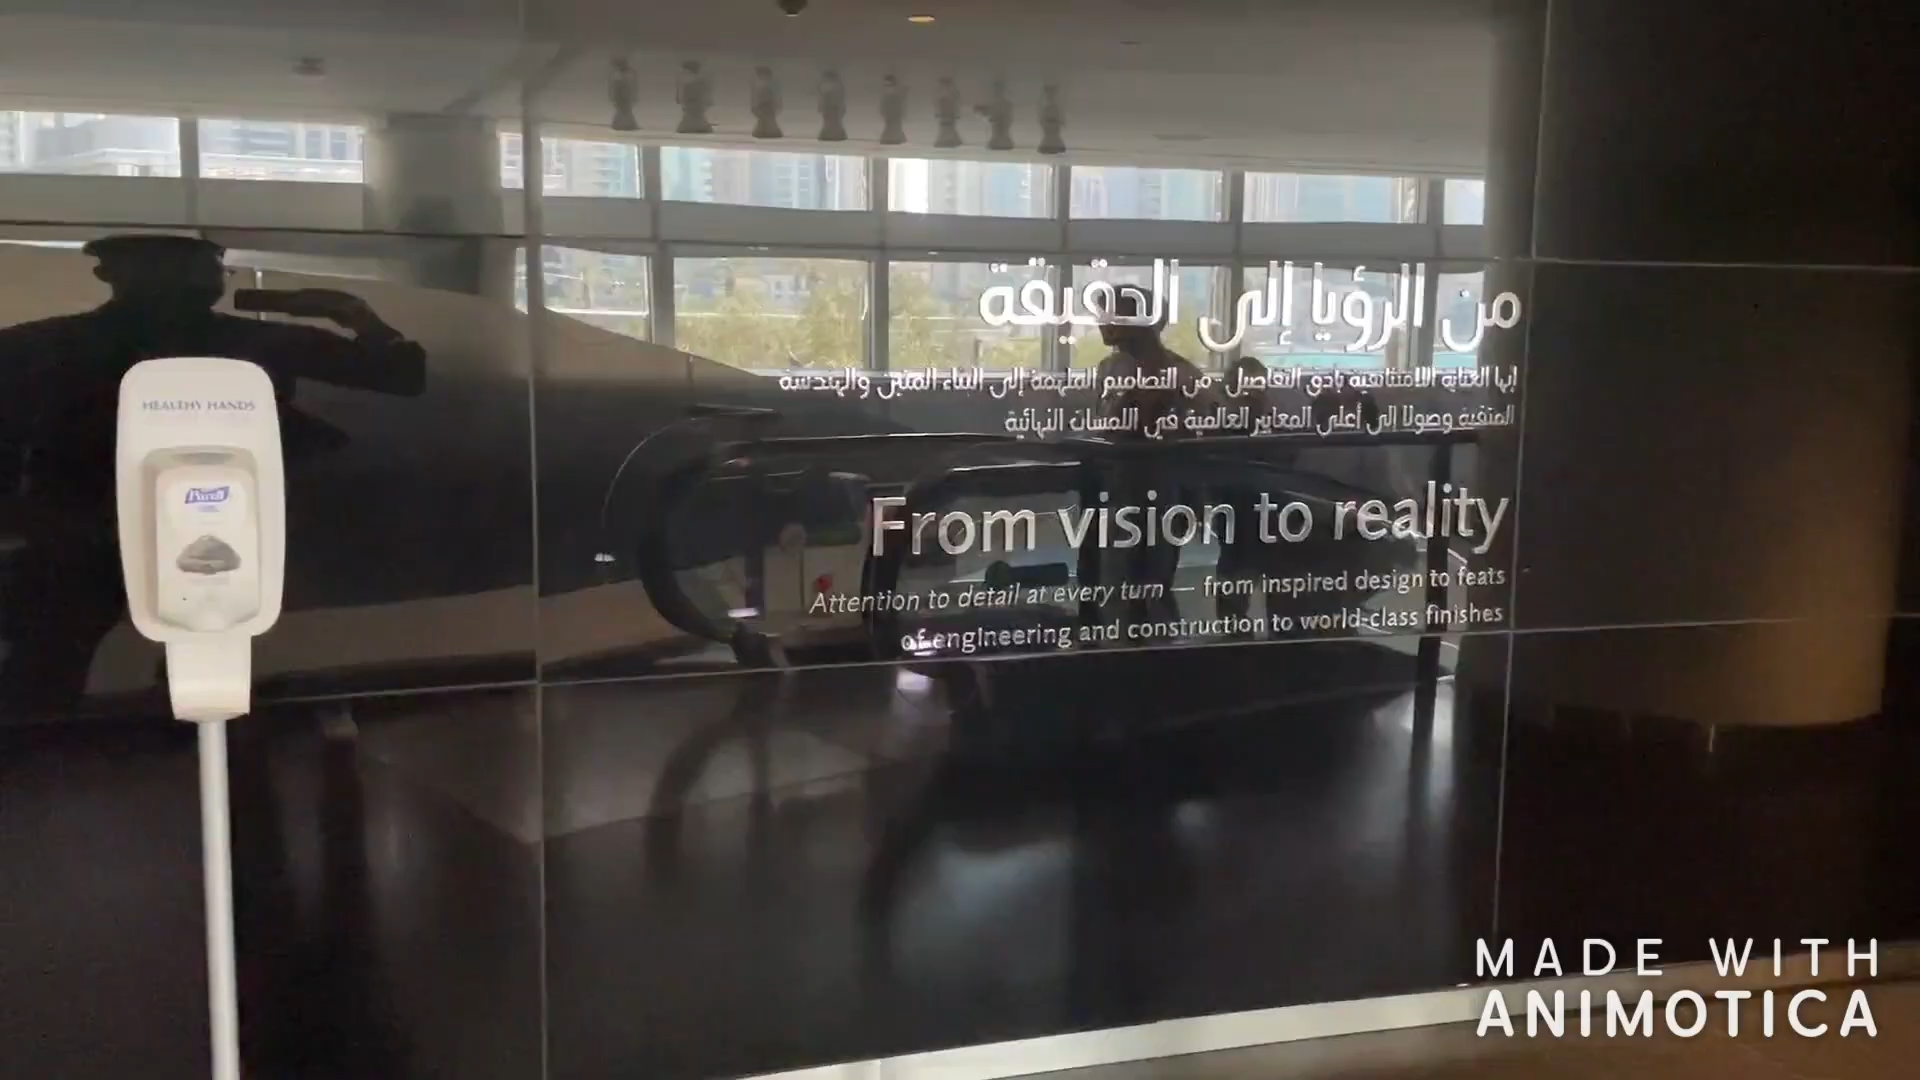 HEALTHY HANDS
Purell
من الرؤيا إلى الحقيقة
إنها العناية اللامتناهية بأدق التفاصيل - من التصاميم الملهمة إلى البناء المتين والهندسة
المتقنة وصولاً إلى أعلى المعايير العالمية في اللمسات النهائية
From vision to reality
Attention to detail at every turn — from inspired design to feats
of engineering and construction to world-class finishes
MADE WITH
ANIMOTICA